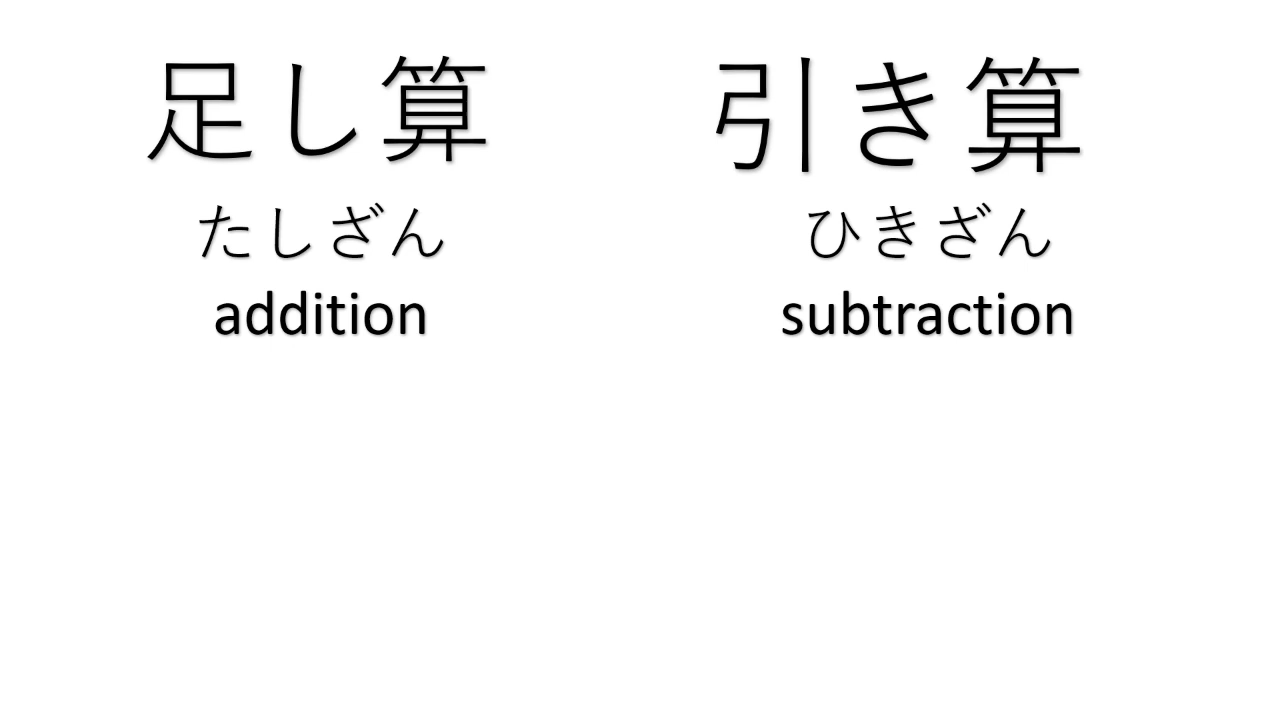 足し算
たしざん
addition
引き算
ひきざん
subtraction